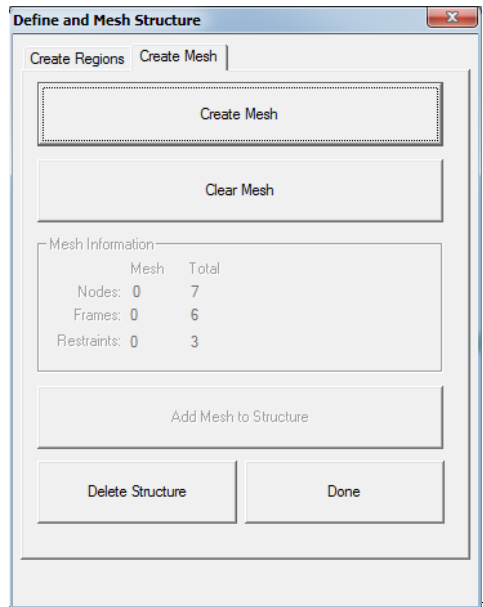 Define and Mesh Structure
Create Regions Create Mesh
Create Mesh
Clear Mesh
Mesh Information
Mesh Total
Nodes: 0 7
Frames: 0 6
Restraints: 0 3
Add Mesh to Structure
Delete Structure Done